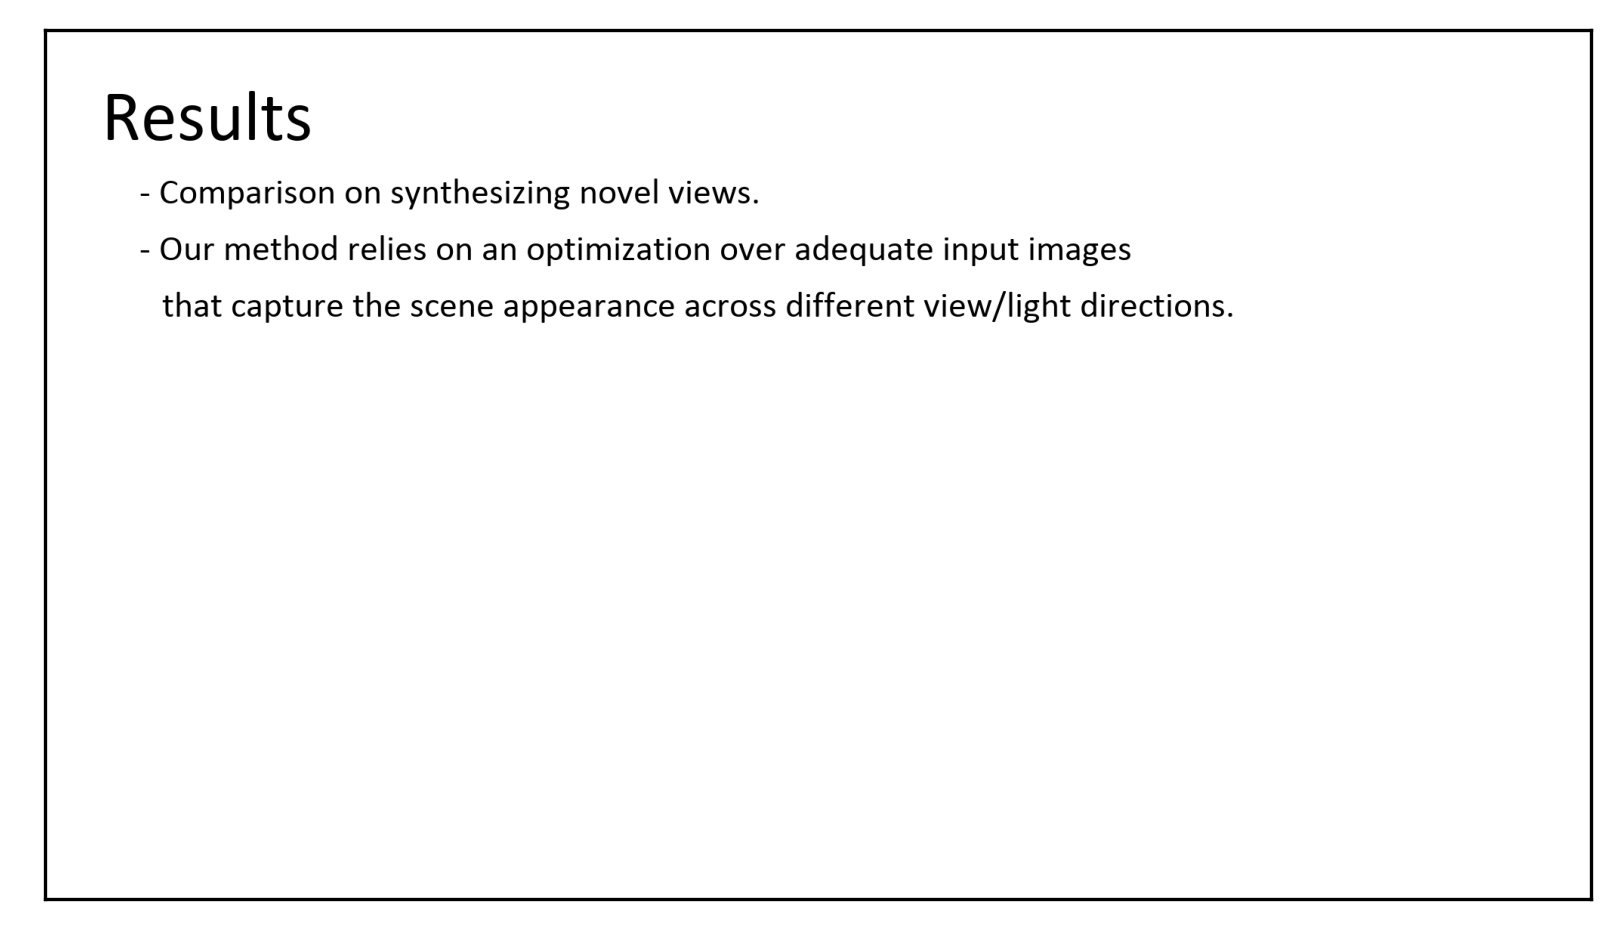 Results
- Comparison on synthesizing novel views.
- Our method relies on an optimization over adequate input images
that capture the scene appearance across different view/light directions.